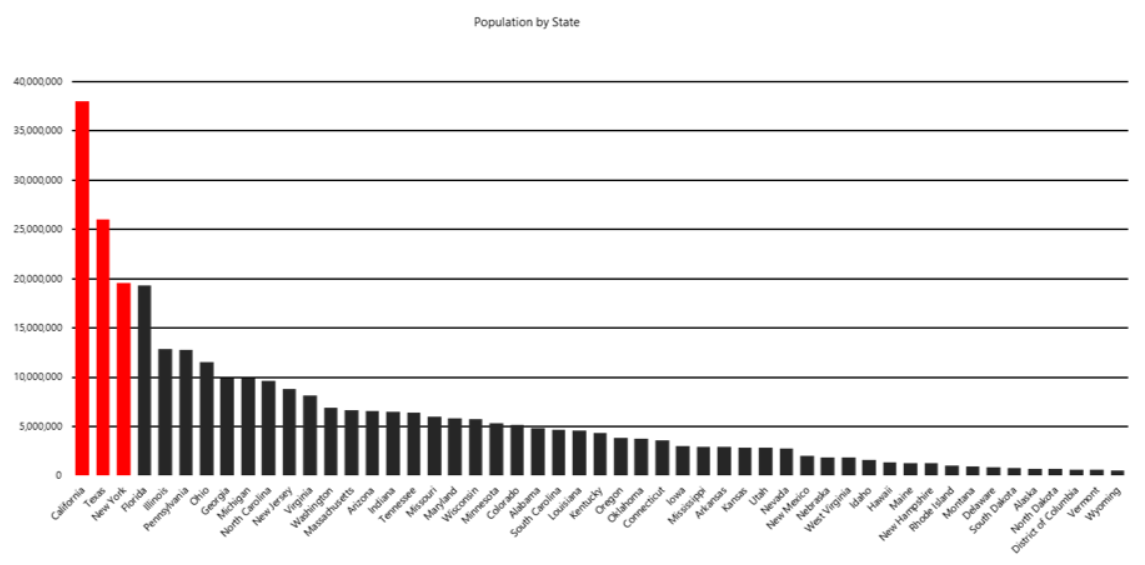 Population by State
40,000,000
35,000,000
30,000,000
25,000,000
20,000,000
15,000,000
10,000,000
5,000,000
0
California
Texas
New York
Florida
Illinois
Pennsylvania
Ohio
Georgia
Michigan
North Carolina
New Jersey
Virginia
Washington
Massachusetts
Arizona
Indiana
Tennessee
Missouri
Maryland
Wisconsin
Minnesota
Colorado
Alabama
South Carolina
Louisiana
Kentucky
Oregon
Oklahoma
Connecticut
Iowa
Mississippi
Arkansas
Kansas
Utah
Nevada
New Mexico
Nebraska
West Virginia
Idaho
Hawaii
Maine
New Hampshire
Rhode Island
Montana
Delaware
South Dakota
Alaska
North Dakota
District of Columbia
Vermont
Wyoming